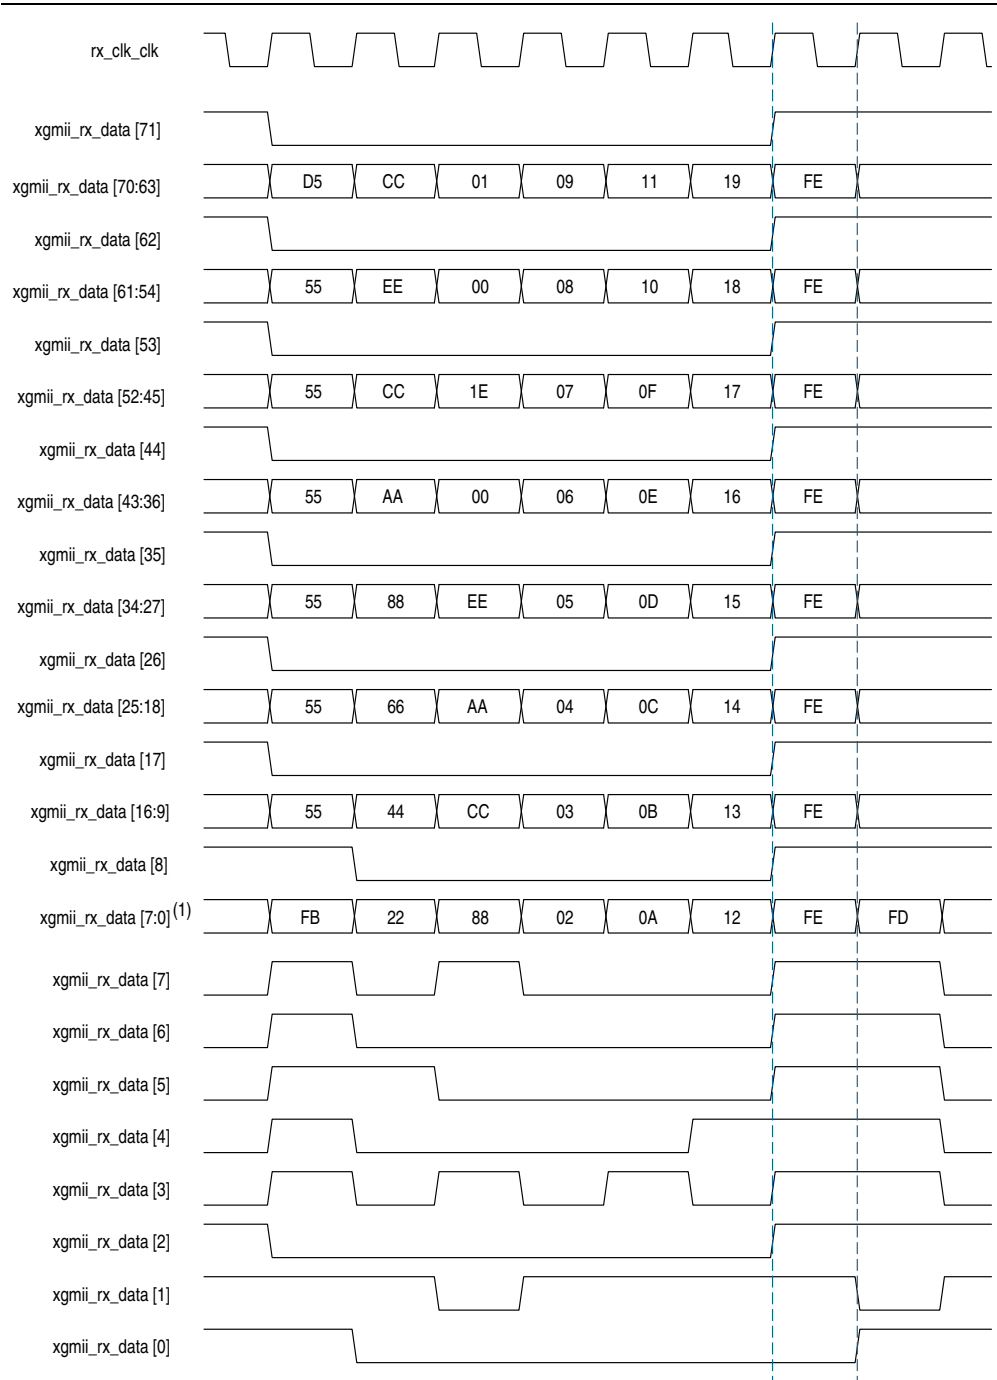 rx_clk_clk
xgmii_rx_data [71]
xgmii_rx_data [70:63] D5 CC 01 09 11 19 FE
xgmii_rx_data [62]
xgmii_rx_data [61:54] 55 EE 00 08 10 18 FE
xgmii_rx_data [53]
xgmii_rx_data [52:45] 55 CC 1E 07 0F 17 FE
xgmii_rx_data [44]
xgmii_rx_data [43:36] 55 AA 00 06 0E 16 FE
xgmii_rx_data [35]
xgmii_rx_data [34:27] 55 88 EE 05 0D 15 FE
xgmii_rx_data [26]
xgmii_rx_data [25:18] 55 66 AA 04 0C 14 FE
xgmii_rx_data [17]
xgmii_rx_data [16:9] 55 44 CC 03 0B 13 FE
xgmii_rx_data [8]
xgmii_rx_data [7:0](1) FB 22 88 02 0A 12 FE FD
xgmii_rx_data [7]
xgmii_rx_data [6]
xgmii_rx_data [5]
xgmii_rx_data [4]
xgmii_rx_data [3]
xgmii_rx_data [2]
xgmii_rx_data [1]
xgmii_rx_data [0]